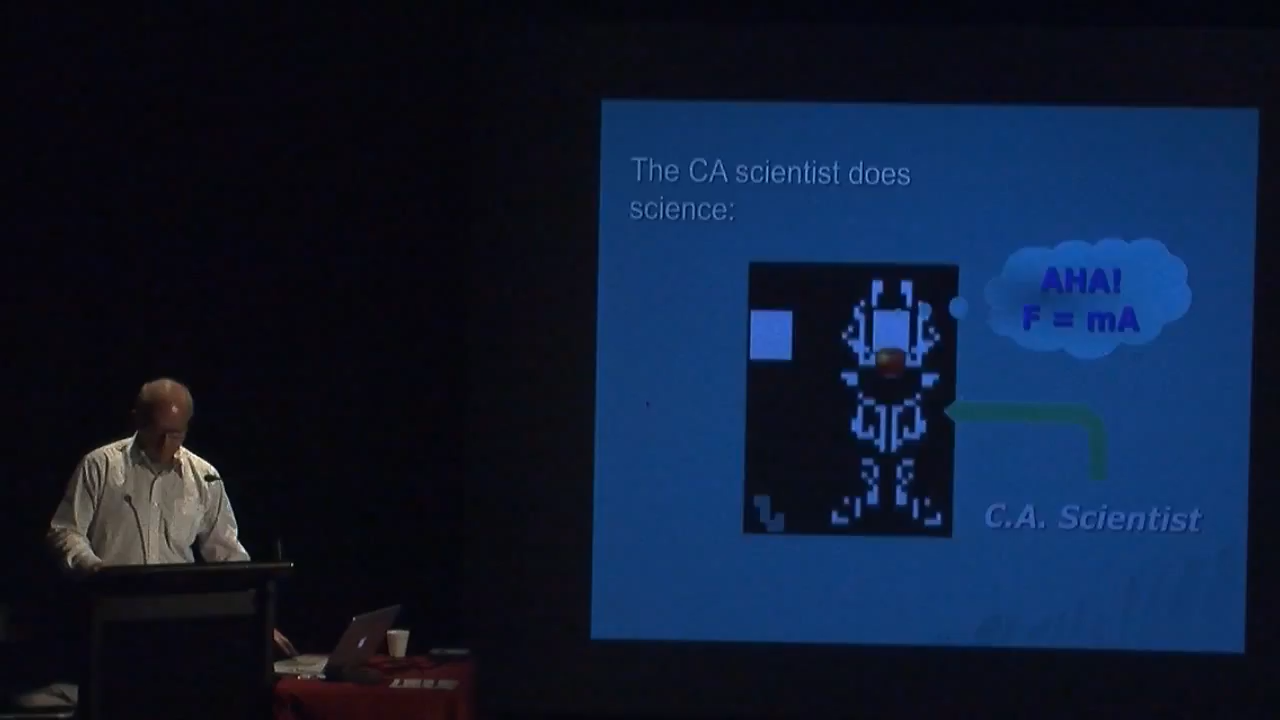 The CA scientist does
science:
AHA!
F = mA
C.A. Scientist